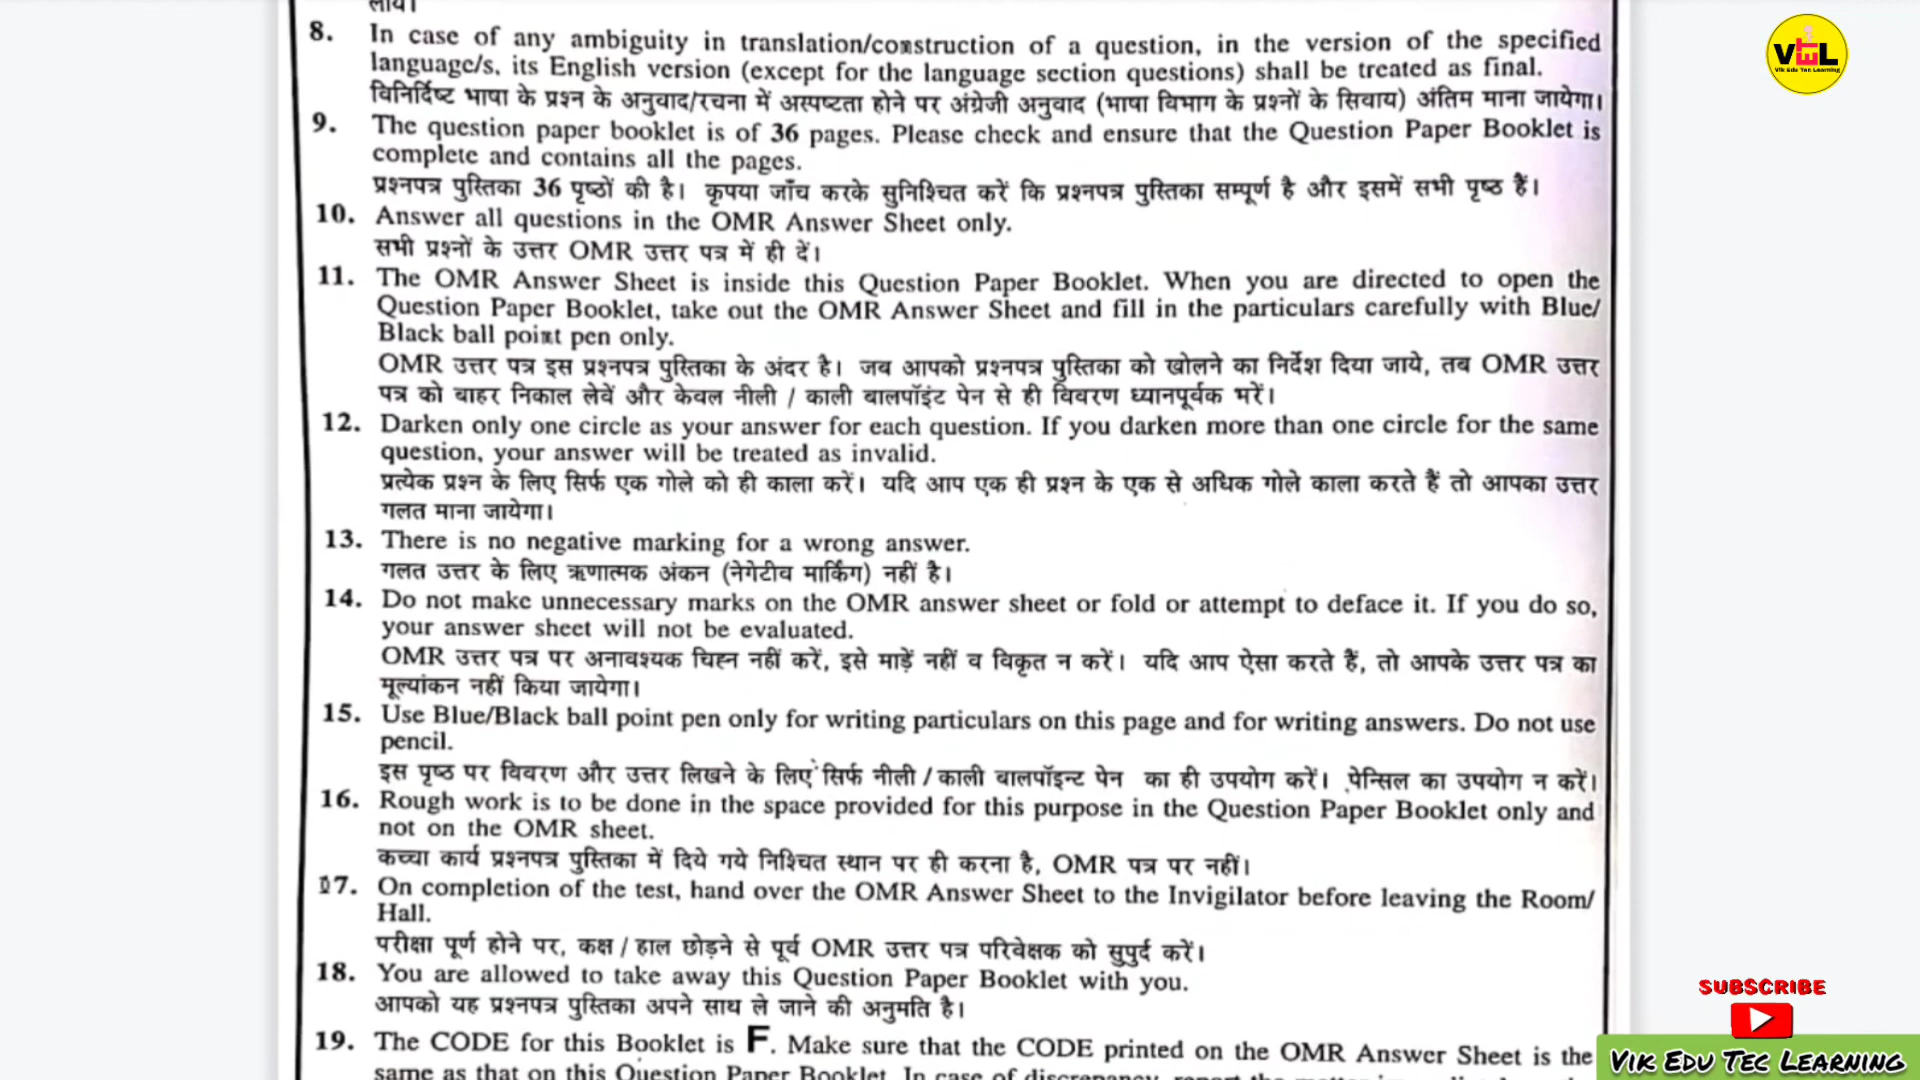 लाये।
8. In case of any ambiguity in translation/construction of a question, in the version of the specified
language/s, its English version (except for the language section questions) shall be treated as final.
विनिर्दिष्ट भाषा के प्रश्न के अनुवाद/रचना में अस्पष्टता होने पर अंग्रेजी अनुवाद (भाषा विभाग के प्रश्नों के सिवाय) अंतिम माना जायेगा।
9. The question paper booklet is of 36 pages. Please check and ensure that the Question Paper Booklet is
complete and contains all the pages.
प्रश्नपत्र पुस्तिका 36 पृष्ठों की है। कृपया जाँच करके सुनिश्चित करें कि प्रश्नपत्र पुस्तिका सम्पूर्ण है और इसमें सभी पृष्ठ हैं।
10. Answer all questions in the OMR Answer Sheet only.
सभी प्रश्नों के उत्तर OMR उत्तर पत्र में ही दें।
11. The OMR Answer Sheet is inside this Question Paper Booklet. When you are directed to open the
Question Paper Booklet, take out the OMR Answer Sheet and fill in the particulars carefully with Blue/
Black ball point pen only.
OMR उत्तर पत्र इस प्रश्नपत्र पुस्तिका के अंदर है। जब आपको प्रश्नपत्र पुस्तिका को खोलने का निर्देश दिया जाये, तब OMR उत्तर
पत्र को बाहर निकाल लेवें और केवल नीली / काली बालपॉइंट पेन से ही विवरण ध्यानपूर्वक भरें।
12. Darken only one circle as your answer for each question. If you darken more than one circle for the same
question, your answer will be treated as invalid.
प्रत्येक प्रश्न के लिए सिर्फ एक गोले को ही काला करें। यदि आप एक ही प्रश्न के एक से अधिक गोले काला करते हैं तो आपका उत्तर
गलत माना जायेगा।
13. There is no negative marking for a wrong answer.
गलत उत्तर के लिए ऋणात्मक अंकन (नेगेटीव मार्किंग) नहीं है।
14. Do not make unnecessary marks on the OMR answer sheet or fold or attempt to deface it. If you do so,
your answer sheet will not be evaluated.
OMR उत्तर पत्र पर अनावश्यक चिह्न नहीं करें, इसे माड़ें नहीं व विकृत न करें। यदि आप ऐसा करते हैं, तो आपके उत्तर पत्र का
मूल्यांकन नहीं किया जायेगा।
15. Use Blue/Black ball point pen only for writing particulars on this page and for writing answers. Do not use
pencil.
इस पृष्ठ पर विवरण और उत्तर लिखने के लिए सिर्फ नीली / काली बालपॉइन्ट पेन का ही उपयोग करें। पेन्सिल का उपयोग न करें।
16. Rough work is to be done in the space provided for this purpose in the Question Paper Booklet only and
not on the OMR sheet.
कच्चा कार्य प्रश्नपत्र पुस्तिका में दिये गये निश्चित स्थान पर ही करना है, OMR पत्र पर नहीं।
17. On completion of the test, hand over the OMR Answer Sheet to the Invigilator before leaving the Room/
Hall.
परीक्षा पूर्ण होने पर, कक्ष / हाल छोड़ने से पूर्व OMR उत्तर पत्र परिवेक्षक को सुपुर्द करें।
18. You are allowed to take away this Question Paper Booklet with you.
आपको यह प्रश्नपत्र पुस्तिका अपने साथ ले जाने की अनुमति है।
19. The CODE for this Booklet is F. Make sure that the CODE printed on the OMR Answer Sheet is the
same as that on this Question Paper Booklet. In case of discrepancy, report the matter
VEL
Vik Edu Tec Learning
SUBSCRIBE
VIK EDU TEC LEARNING